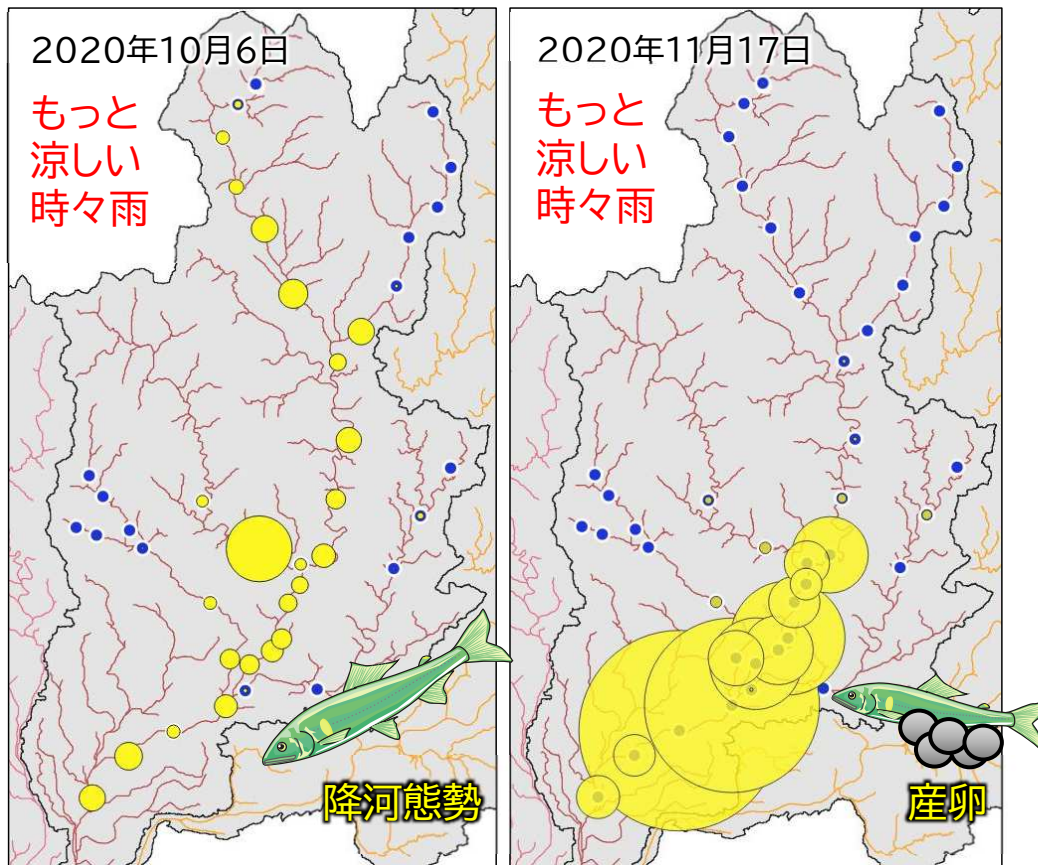 2020年10月6日
もっと
涼しい
時々雨
降河態勢
2020年11月17日
もっと
涼しい
時々雨
産卵